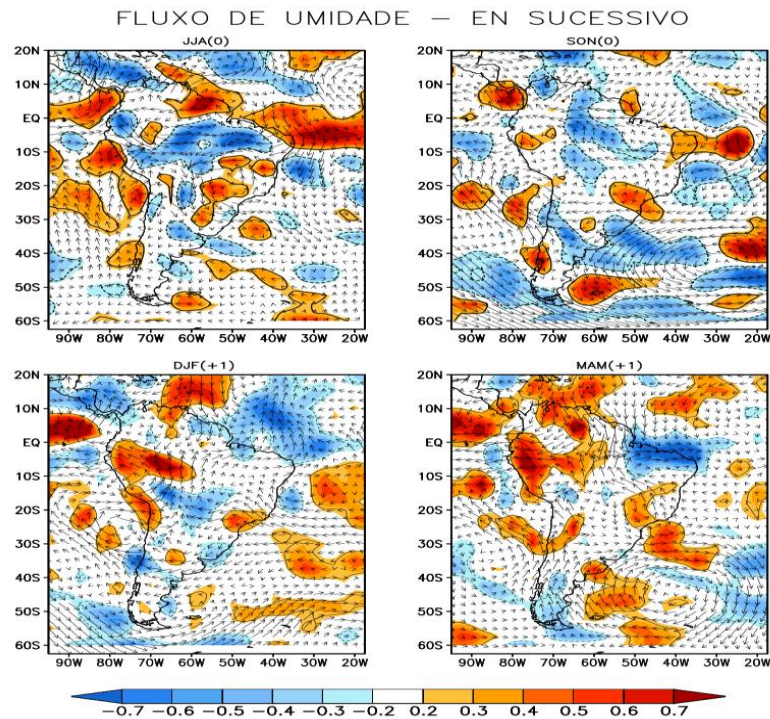 FLUXO DE UMIDADE − EN SUCESSIVO
JJA(0)
SON(0)
20N
10N
EQ
10S
20S
30S
40S
50S
60S
90W 80W 70W 60W 50W 40W 30W 20W
20N
10N
EQ
10S
20S
30S
40S
50S
60S
90W 80W 70W 60W 50W 40W 30W 20W
DJF(+1)
MAM(+1)
20N
10N
EQ
10S
20S
30S
40S
50S
60S
90W 80W 70W 60W 50W 40W 30W 20W
20N
10N
EQ
10S
20S
30S
40S
50S
60S
90W 80W 70W 60W 50W 40W 30W 20W
−0.7 −0.6 −0.5 −0.4 −0.3 −0.2 0.2 0.3 0.4 0.5 0.6 0.7